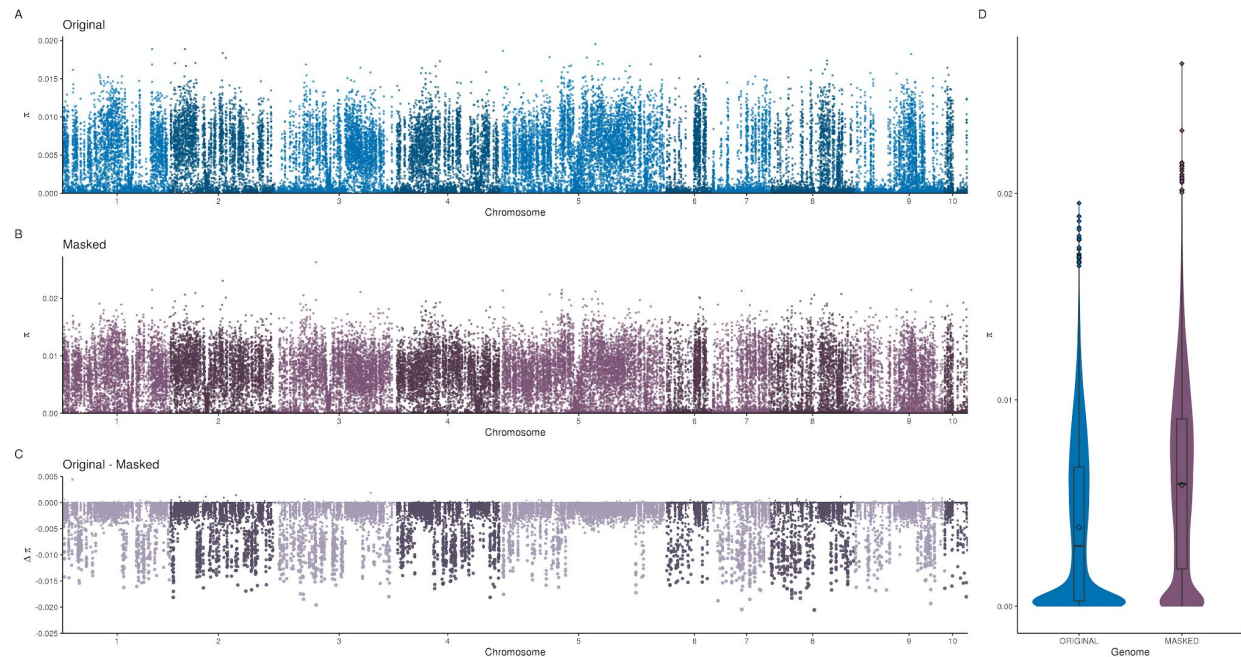 A
Original
0.020
0.015
0.010
0.005
0.000
π
1 2 3 4 5 6 7 8 9 10
Chromosome
B
Masked
0.02
0.01
0.00
π
1 2 3 4 5 6 7 8 9 10
Chromosome
C
Original - Masked
0.005
0.000
-0.005
-0.010
-0.015
-0.020
-0.025
Δπ
1 2 3 4 5 6 7 8 9 10
Chromosome
D
0.02
0.01
0.00
π
ORIGINAL MASKED
Genome